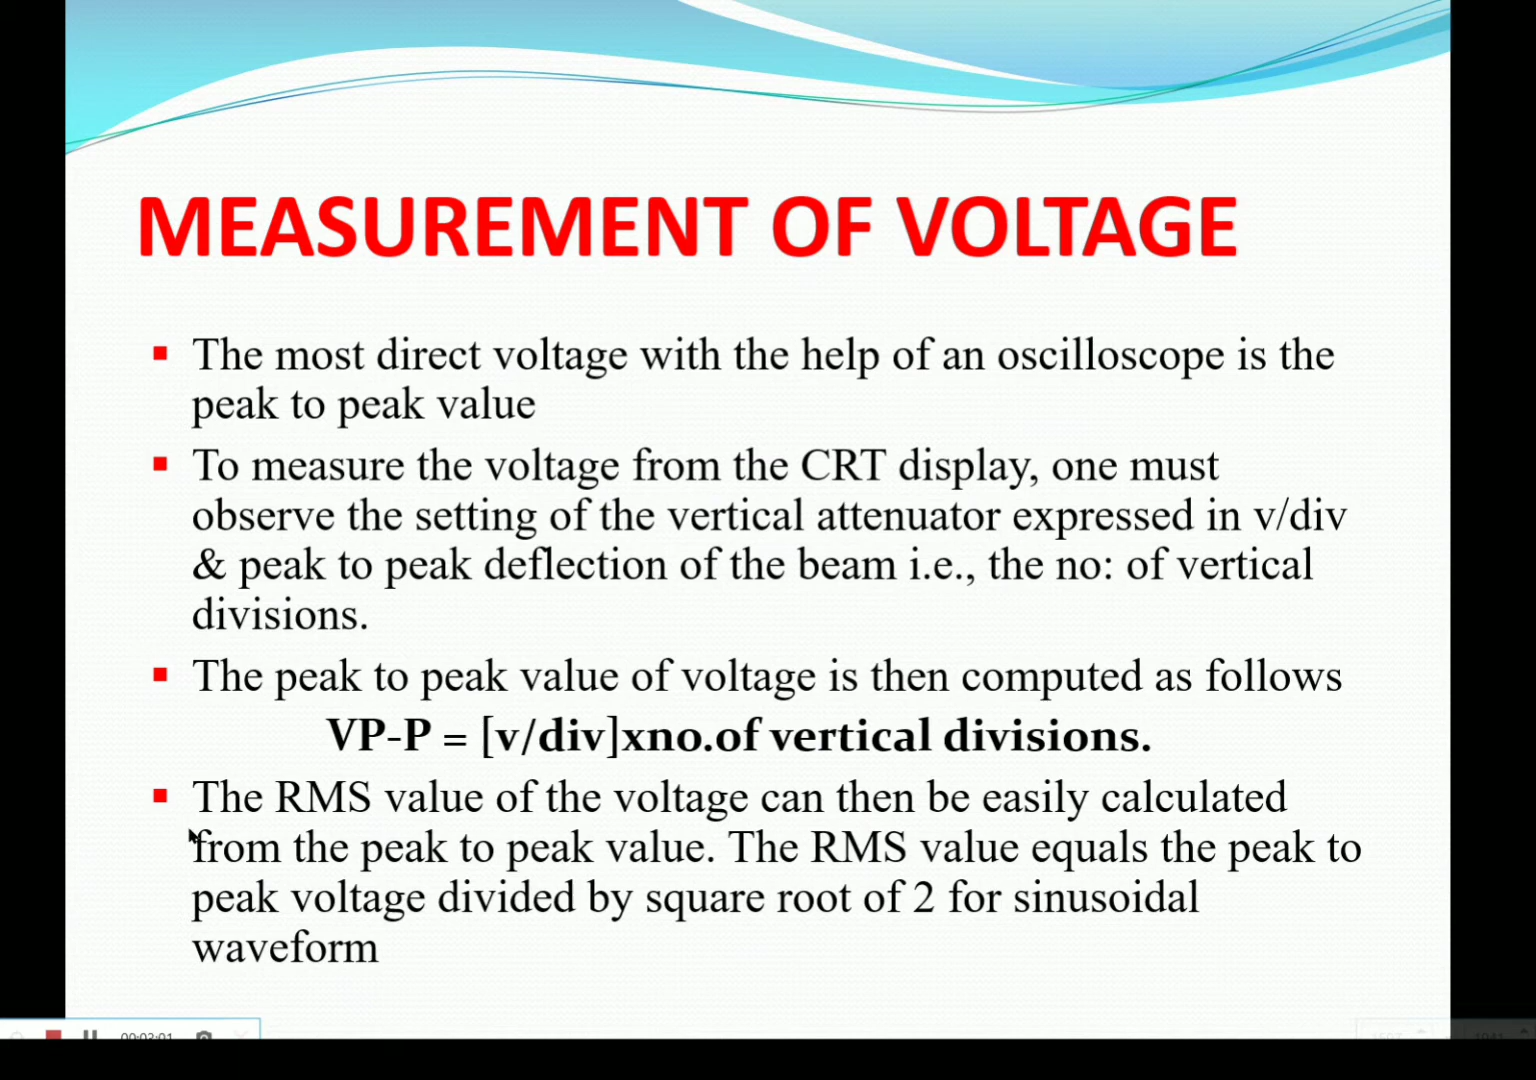 MEASUREMENT OF VOLTAGE
The most direct voltage with the help of an oscilloscope is the
peak to peak value
To measure the voltage from the CRT display, one must
observe the setting of the vertical attenuator expressed in v/div
& peak to peak deflection of the beam i.e., the no: of vertical
divisions.
The peak to peak value of voltage is then computed as follows
VP-P = [v/div]xno.of vertical divisions.
The RMS value of the voltage can then be easily calculated
from the peak to peak value. The RMS value equals the peak to
peak voltage divided by square root of 2 for sinusoidal
waveform